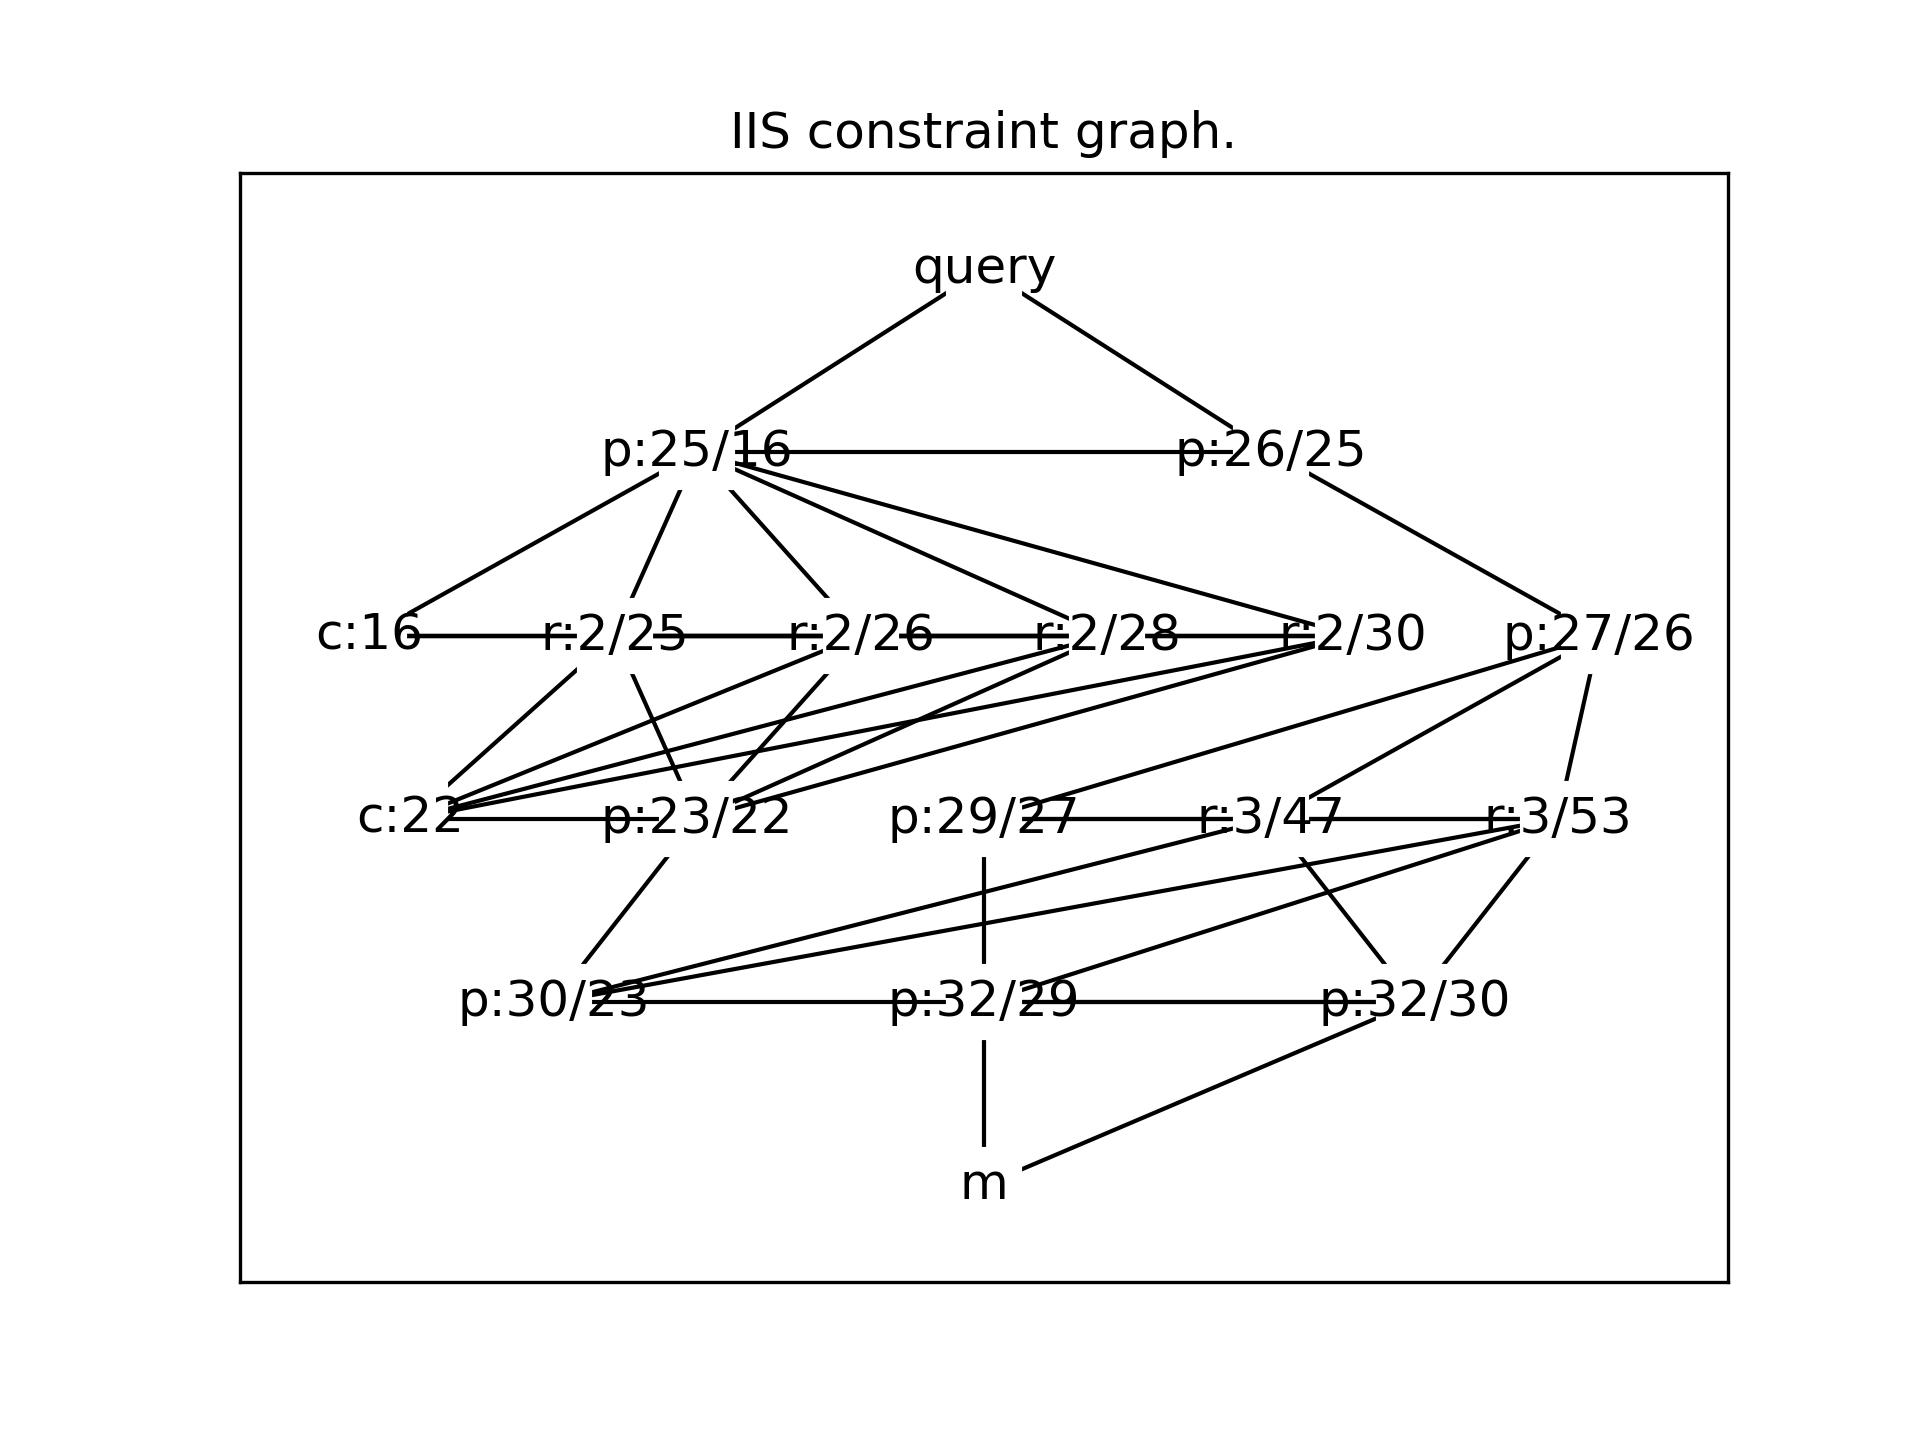 IIS constraint graph.
query
p:25/16 p:26/25
c:16 r:2/25 r:2/26 r:2/28 r:2/30 p:27/26
c:22 p:23/22 p:29/27 r:3/47 r:3/53
p:30/23 p:32/29 p:32/30
m